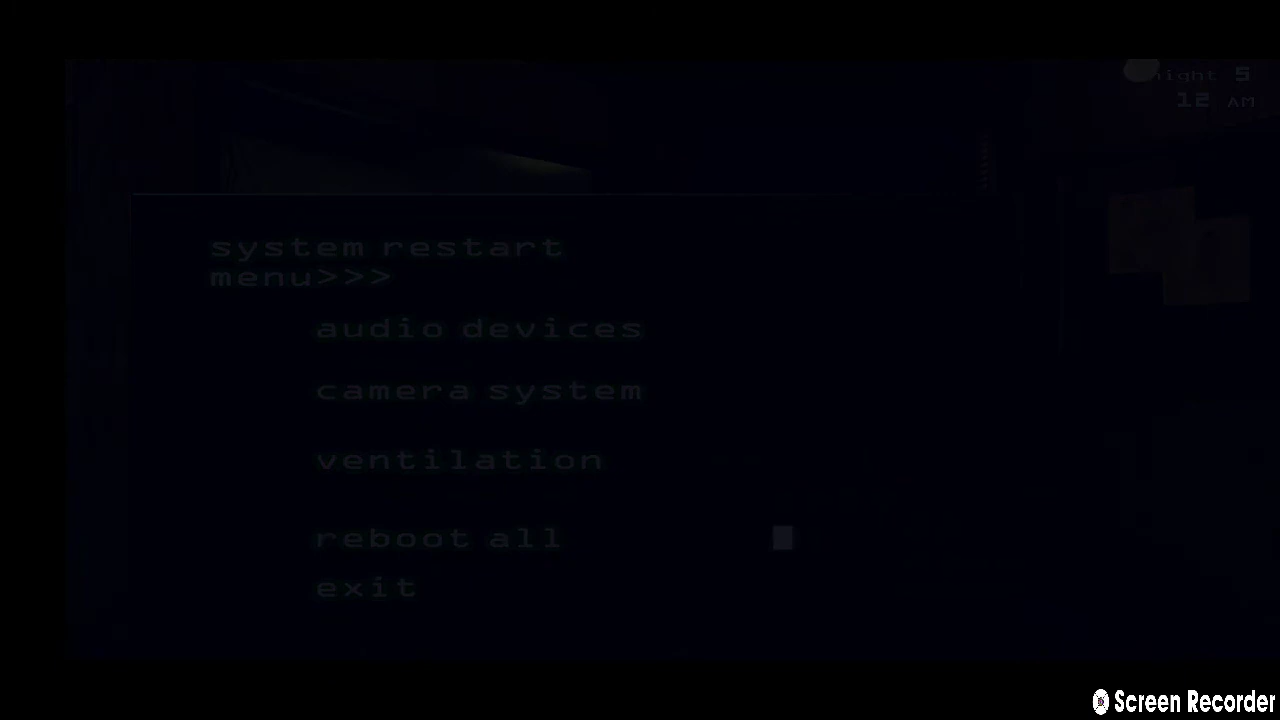 night 5
12 AM
system restart
menu>>>
audio devices
camera system
ventilation
reboot all
exit
Screen Recorder